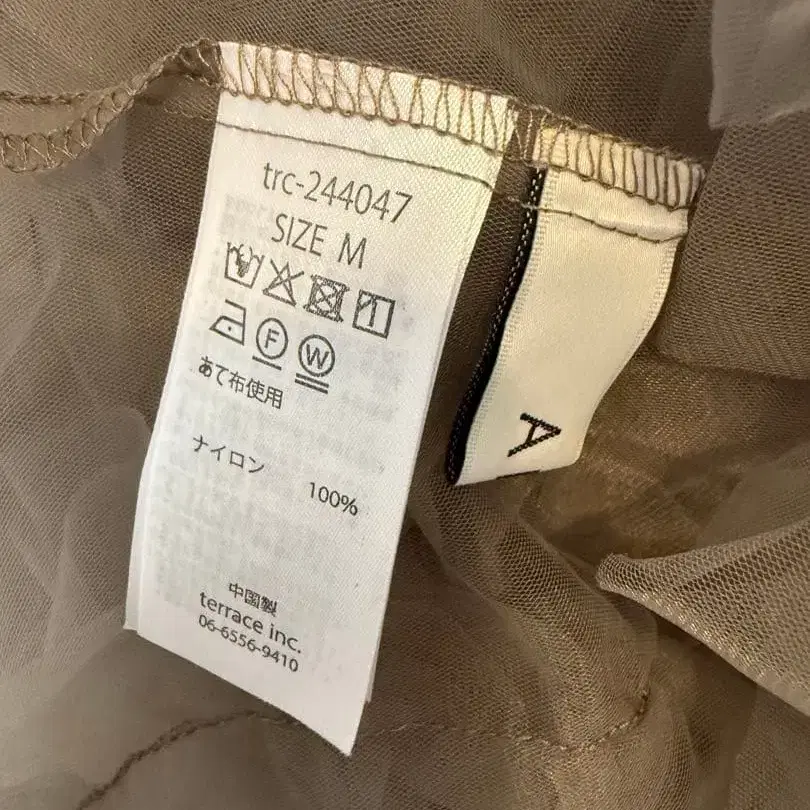 trc-244047
SIZE M
F W
あて布使用
ナイロン 100%
中国製
terrace inc.
06-6556-9410
A